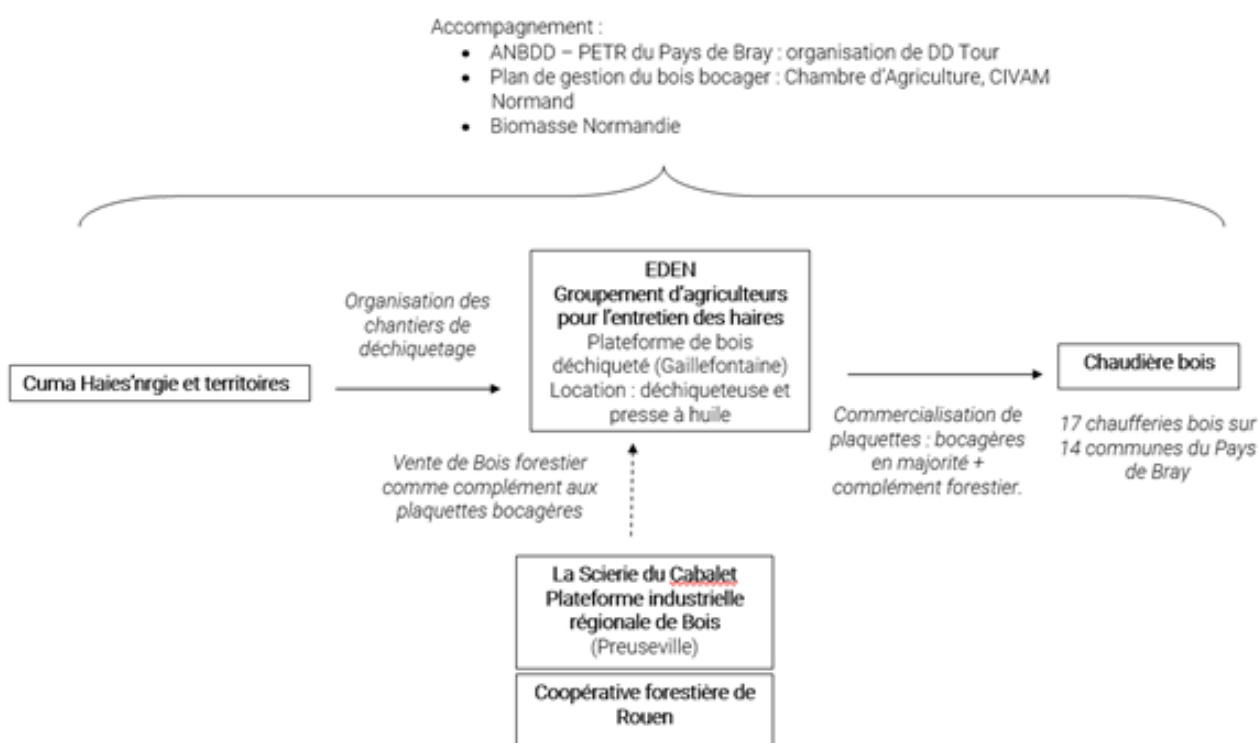 Accompagnement :
• ANBDD – PETR du Pays de Bray : organisation de DD Tour
• Plan de gestion du bois bocager : Chambre d'Agriculture, CIVAM
Normand
• Biomasse Normandie
Cuma Haies'nrgie et territoires
Organisation des
chantiers de
déchiquetage
EDEN
Groupement d'agriculteurs
pour l'entretien des haires
Plateforme de bois
déchiqueté (Gaillefontaine)
Location : déchiqueteuse et
presse à huile
Chaudière bois
Commercialisation de
plaquettes : bocagères
en majorité +
complément forestier.
17 chaufferies bois sur
14 communes du Pays
de Bray
Vente de Bois forestier
comme complément aux
plaquettes bocagères
La Scierie du Cabalet
Plateforme industrielle
régionale de Bois
(Preuseville)
Coopérative forestière de
Rouen